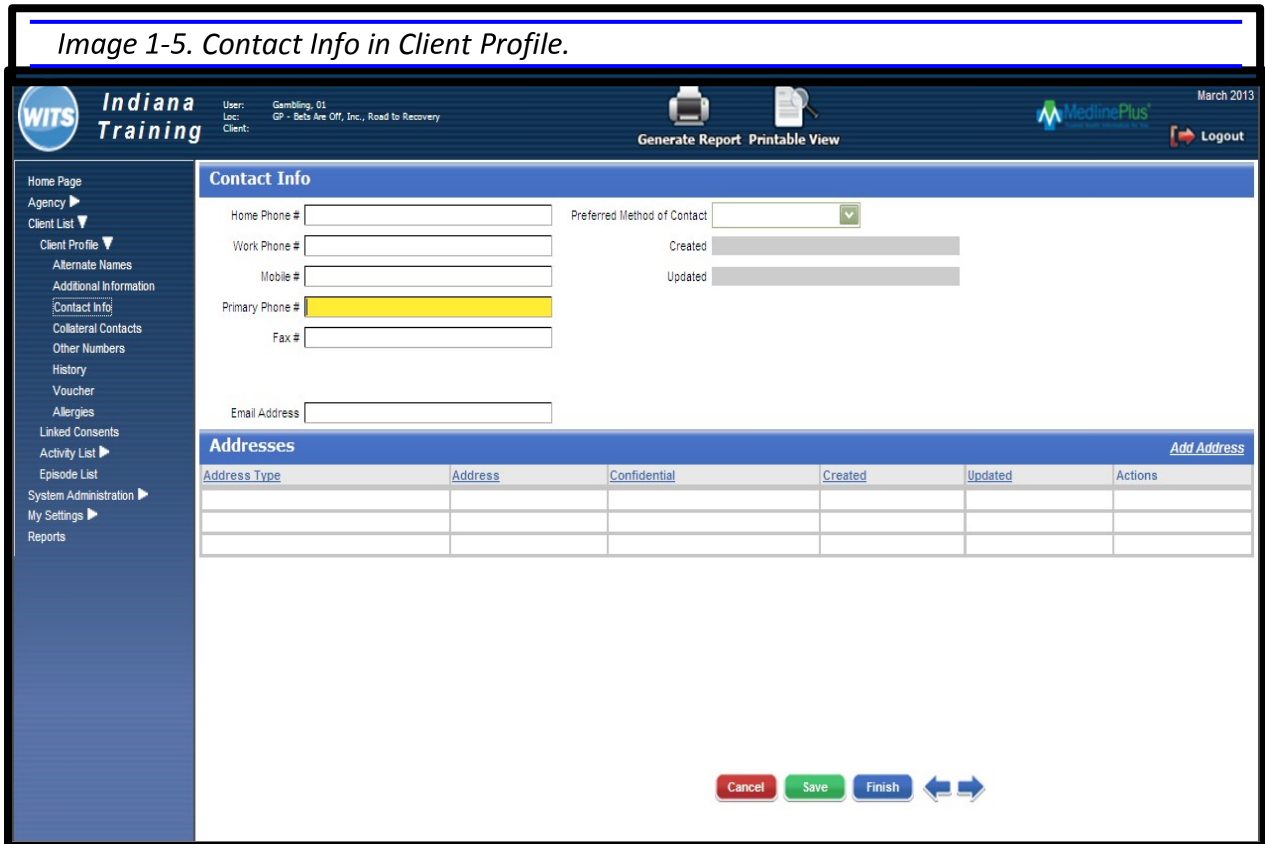 Image 1-5. Contact Info in Client Profile.
WITS
Indiana
Training
User: Gambling, 01
Loc: GP - Bets Are Off, Inc., Road to Recovery
Client:
Generate Report Printable View
MedlinePlus
March 2013
Logout
Home Page
Agency
Client List
Client Profile
Alternate Names
Additional Information
Contact Info
Collateral Contacts
Other Numbers
History
Voucher
Allergies
Linked Consents
Activity List
Episode List
System Administration
My Settings
Reports
Contact Info
Home Phone #
Work Phone #
Mobile #
Primary Phone #
Fax #
Email Address
Preferred Method of Contact
Created
Updated
Addresses Add Address
Address Type Address Confidential Created Updated Actions
Cancel Save Finish